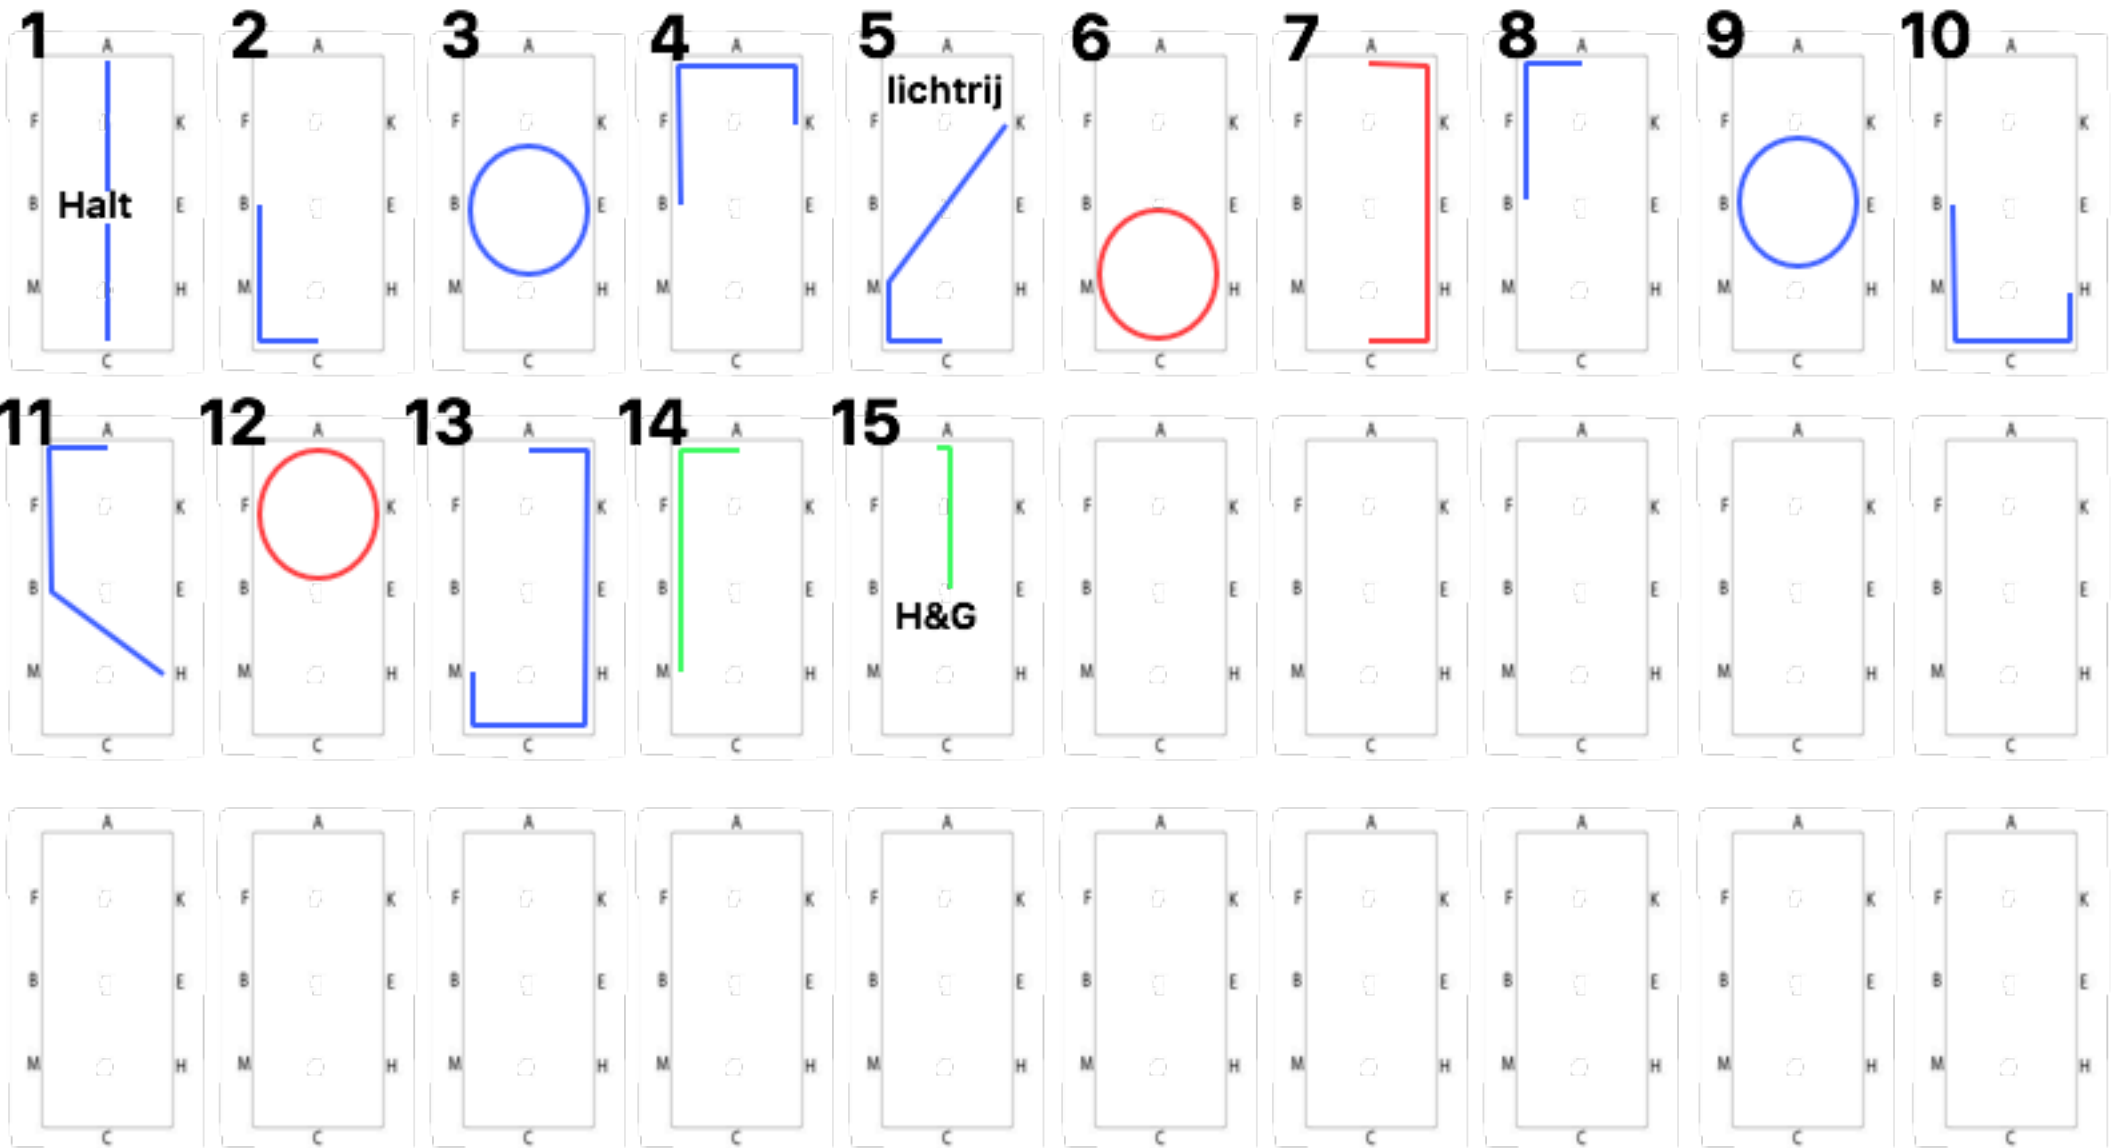 1 2 3 4 5 6 7 8 9 10
A A A A A A A A A A
lichtrij
F K F K F K F K F K F K F K F K F K F K
B Halt E B E B E B E B E B E B E B E B E B E
M H M H M H M H M H M H M H M H M H M H
C C C C C C C C C C
11 12 13 14 15
A A A A A A A A A A
F K F K F K F K F K F K F K F K F K F K
B E B E B E B E B E B E B E B E B E B E
H&G
M H M H M H M H M H M H M H M H M H M H
C C C C C C C C C C
A A A A A A A A A A
F K F K F K F K F K F K F K F K F K F K
B E B E B E B E B E B E B E B E B E B E
M H M H M H M H M H M H M H M H M H M H
C C C C C C C C C C